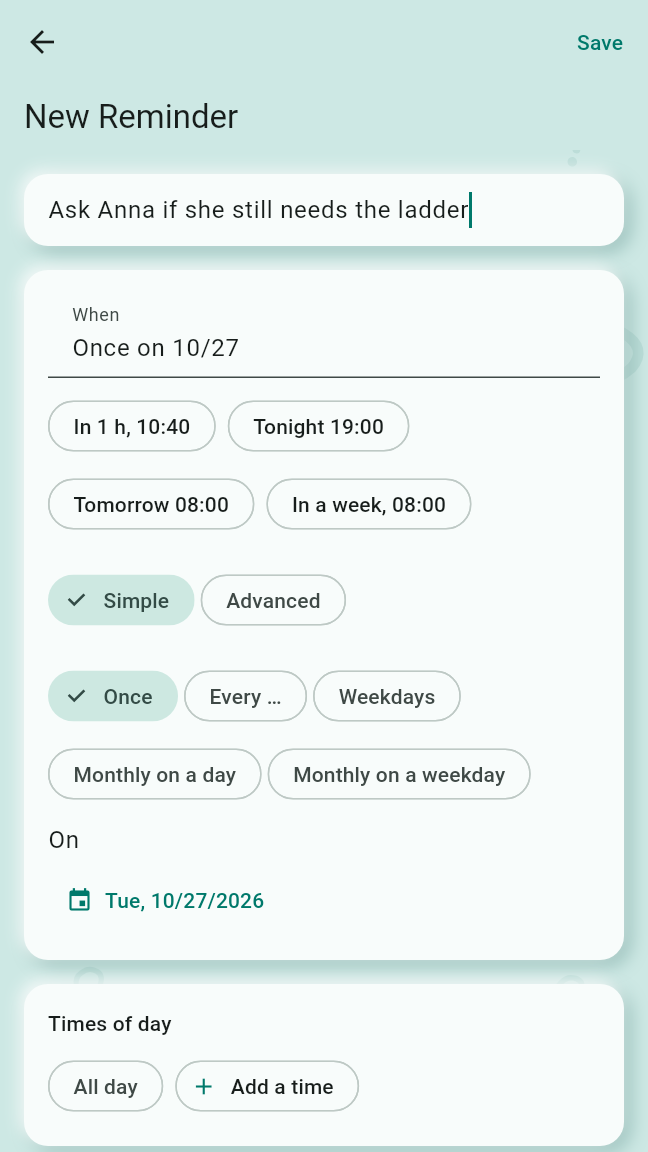 Save
New Reminder
Ask Anna if she still needs the ladder
When
Once on 10/27
In 1 h, 10:40
Tonight 19:00
Tomorrow 08:00
In a week, 08:00
Simple
Advanced
Once
Every ...
Weekdays
Monthly on a day
Monthly on a weekday
On
Tue, 10/27/2026
Times of day
All day
Add a time